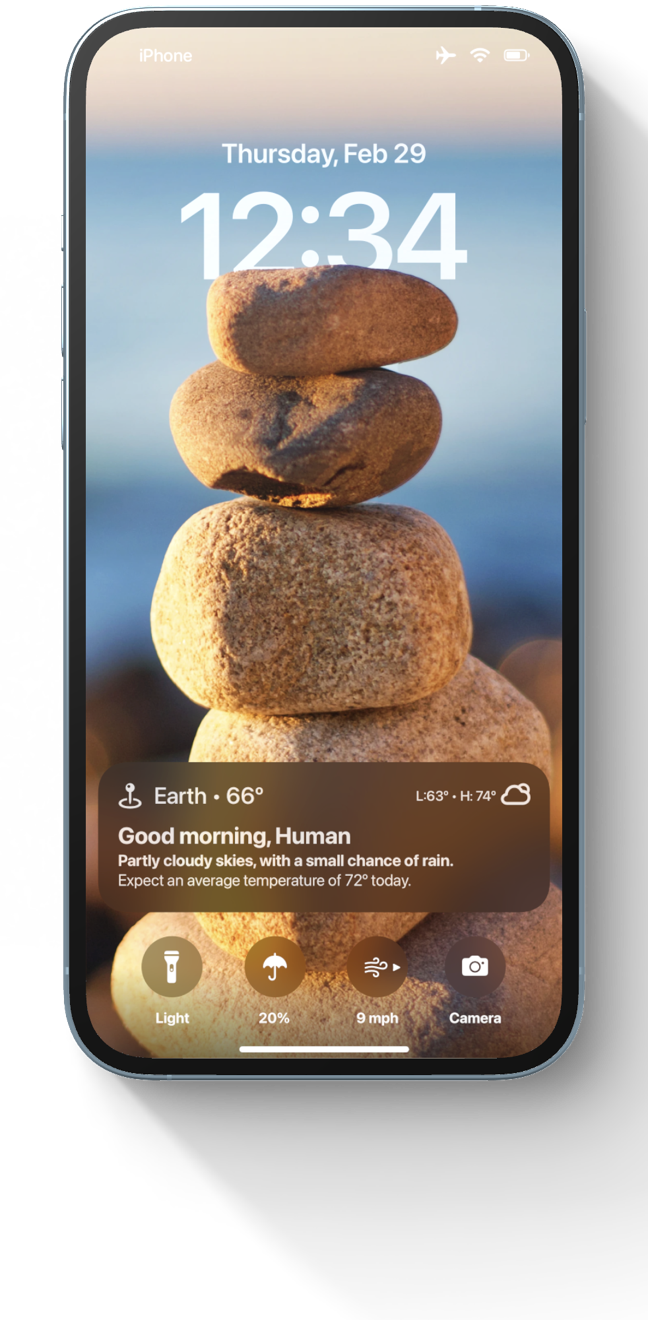 iPhone
Thursday, Feb 29
12:34
Earth • 66°
L:63° • H: 74°
Good morning, Human
Partly cloudy skies, with a small chance of rain.
Expect an average temperature of 72° today.
Light 20% 9 mph Camera